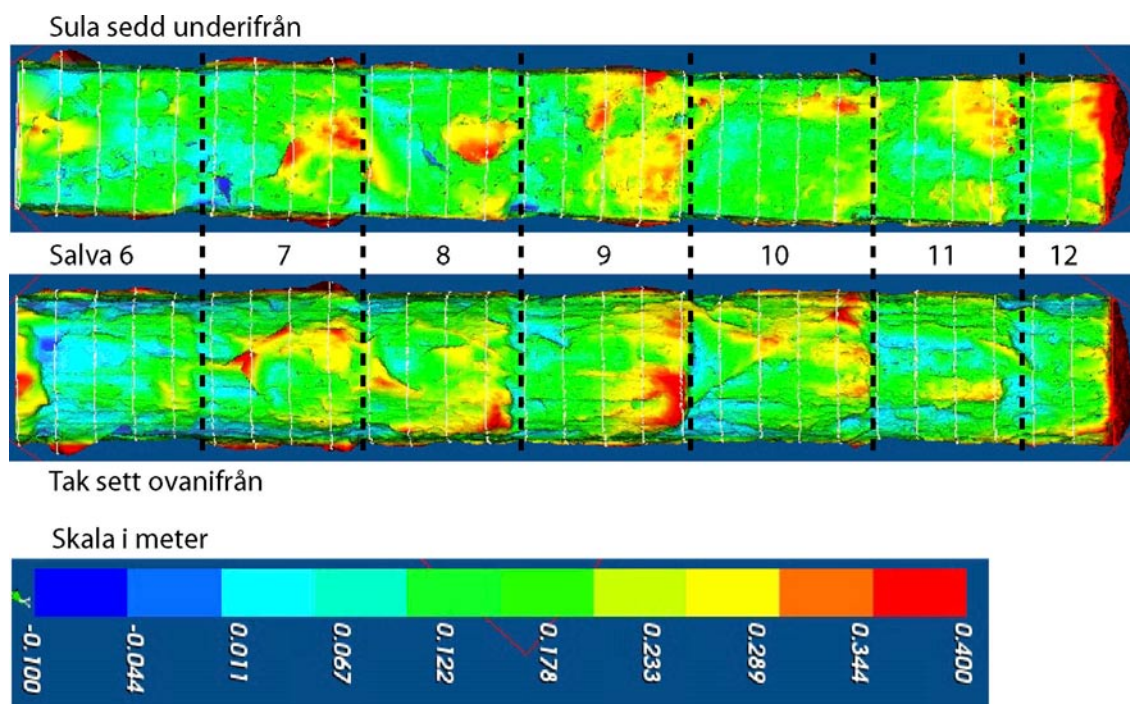 Sula sedd underifrån
Salva 6 7 8 9 10 11 12
Tak sett ovanifrån
Skala i meter
-0.100 -0.044 0.011 0.067 0.122 0.178 0.233 0.289 0.344 0.400